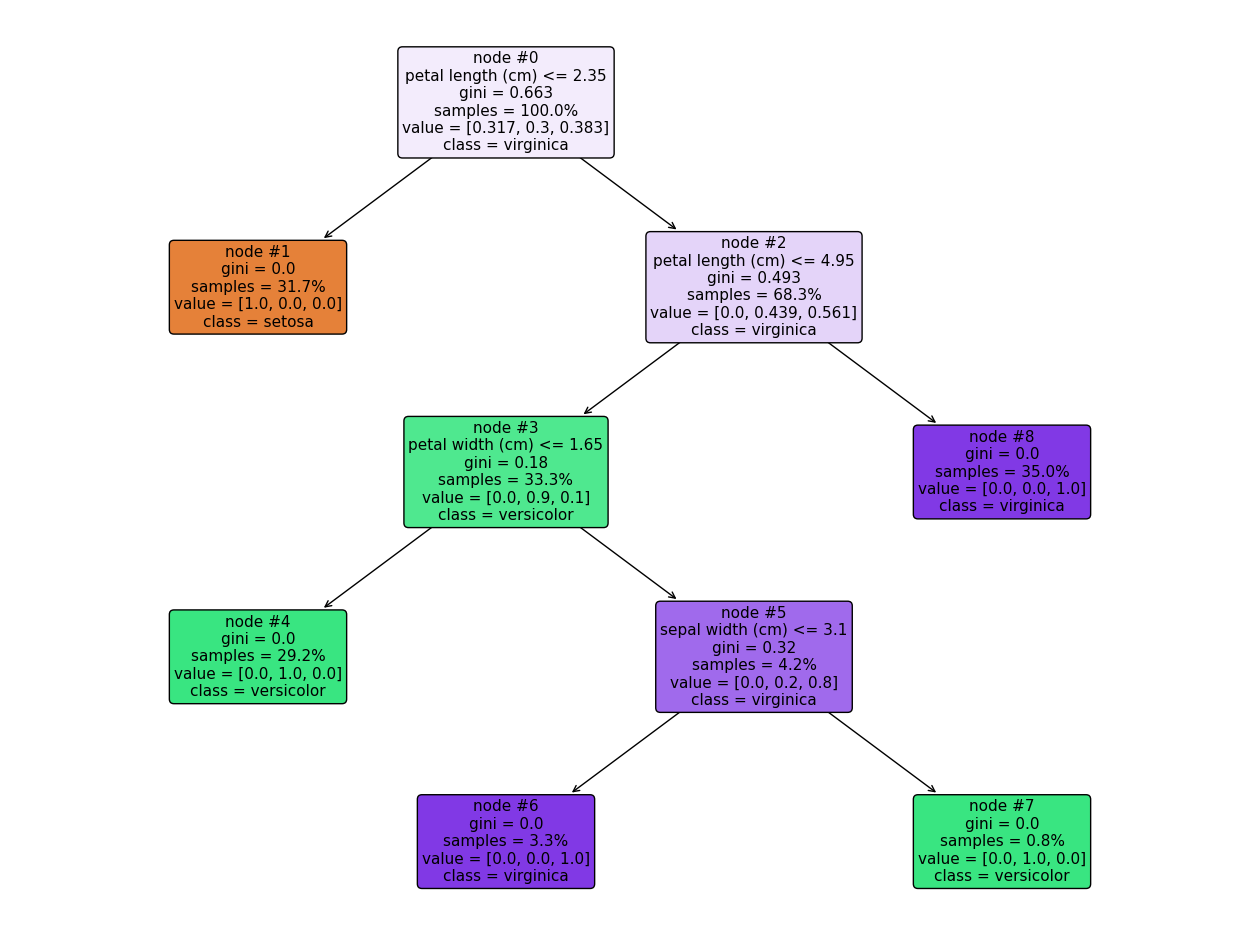 node #0
petal length (cm) <= 2.35
gini = 0.663
samples = 100.0%
value = [0.317, 0.3, 0.383]
class = virginica
node #1
gini = 0.0
samples = 31.7%
value = [1.0, 0.0, 0.0]
class = setosa
node #2
petal length (cm) <= 4.95
gini = 0.493
samples = 68.3%
value = [0.0, 0.439, 0.561]
class = virginica
node #3
petal width (cm) <= 1.65
gini = 0.18
samples = 33.3%
value = [0.0, 0.9, 0.1]
class = versicolor
node #8
gini = 0.0
samples = 35.0%
value = [0.0, 0.0, 1.0]
class = virginica
node #4
gini = 0.0
samples = 29.2%
value = [0.0, 1.0, 0.0]
class = versicolor
node #5
sepal width (cm) <= 3.1
gini = 0.32
samples = 4.2%
value = [0.0, 0.2, 0.8]
class = virginica
node #6
gini = 0.0
samples = 3.3%
value = [0.0, 0.0, 1.0]
class = virginica
node #7
gini = 0.0
samples = 0.8%
value = [0.0, 1.0, 0.0]
class = versicolor